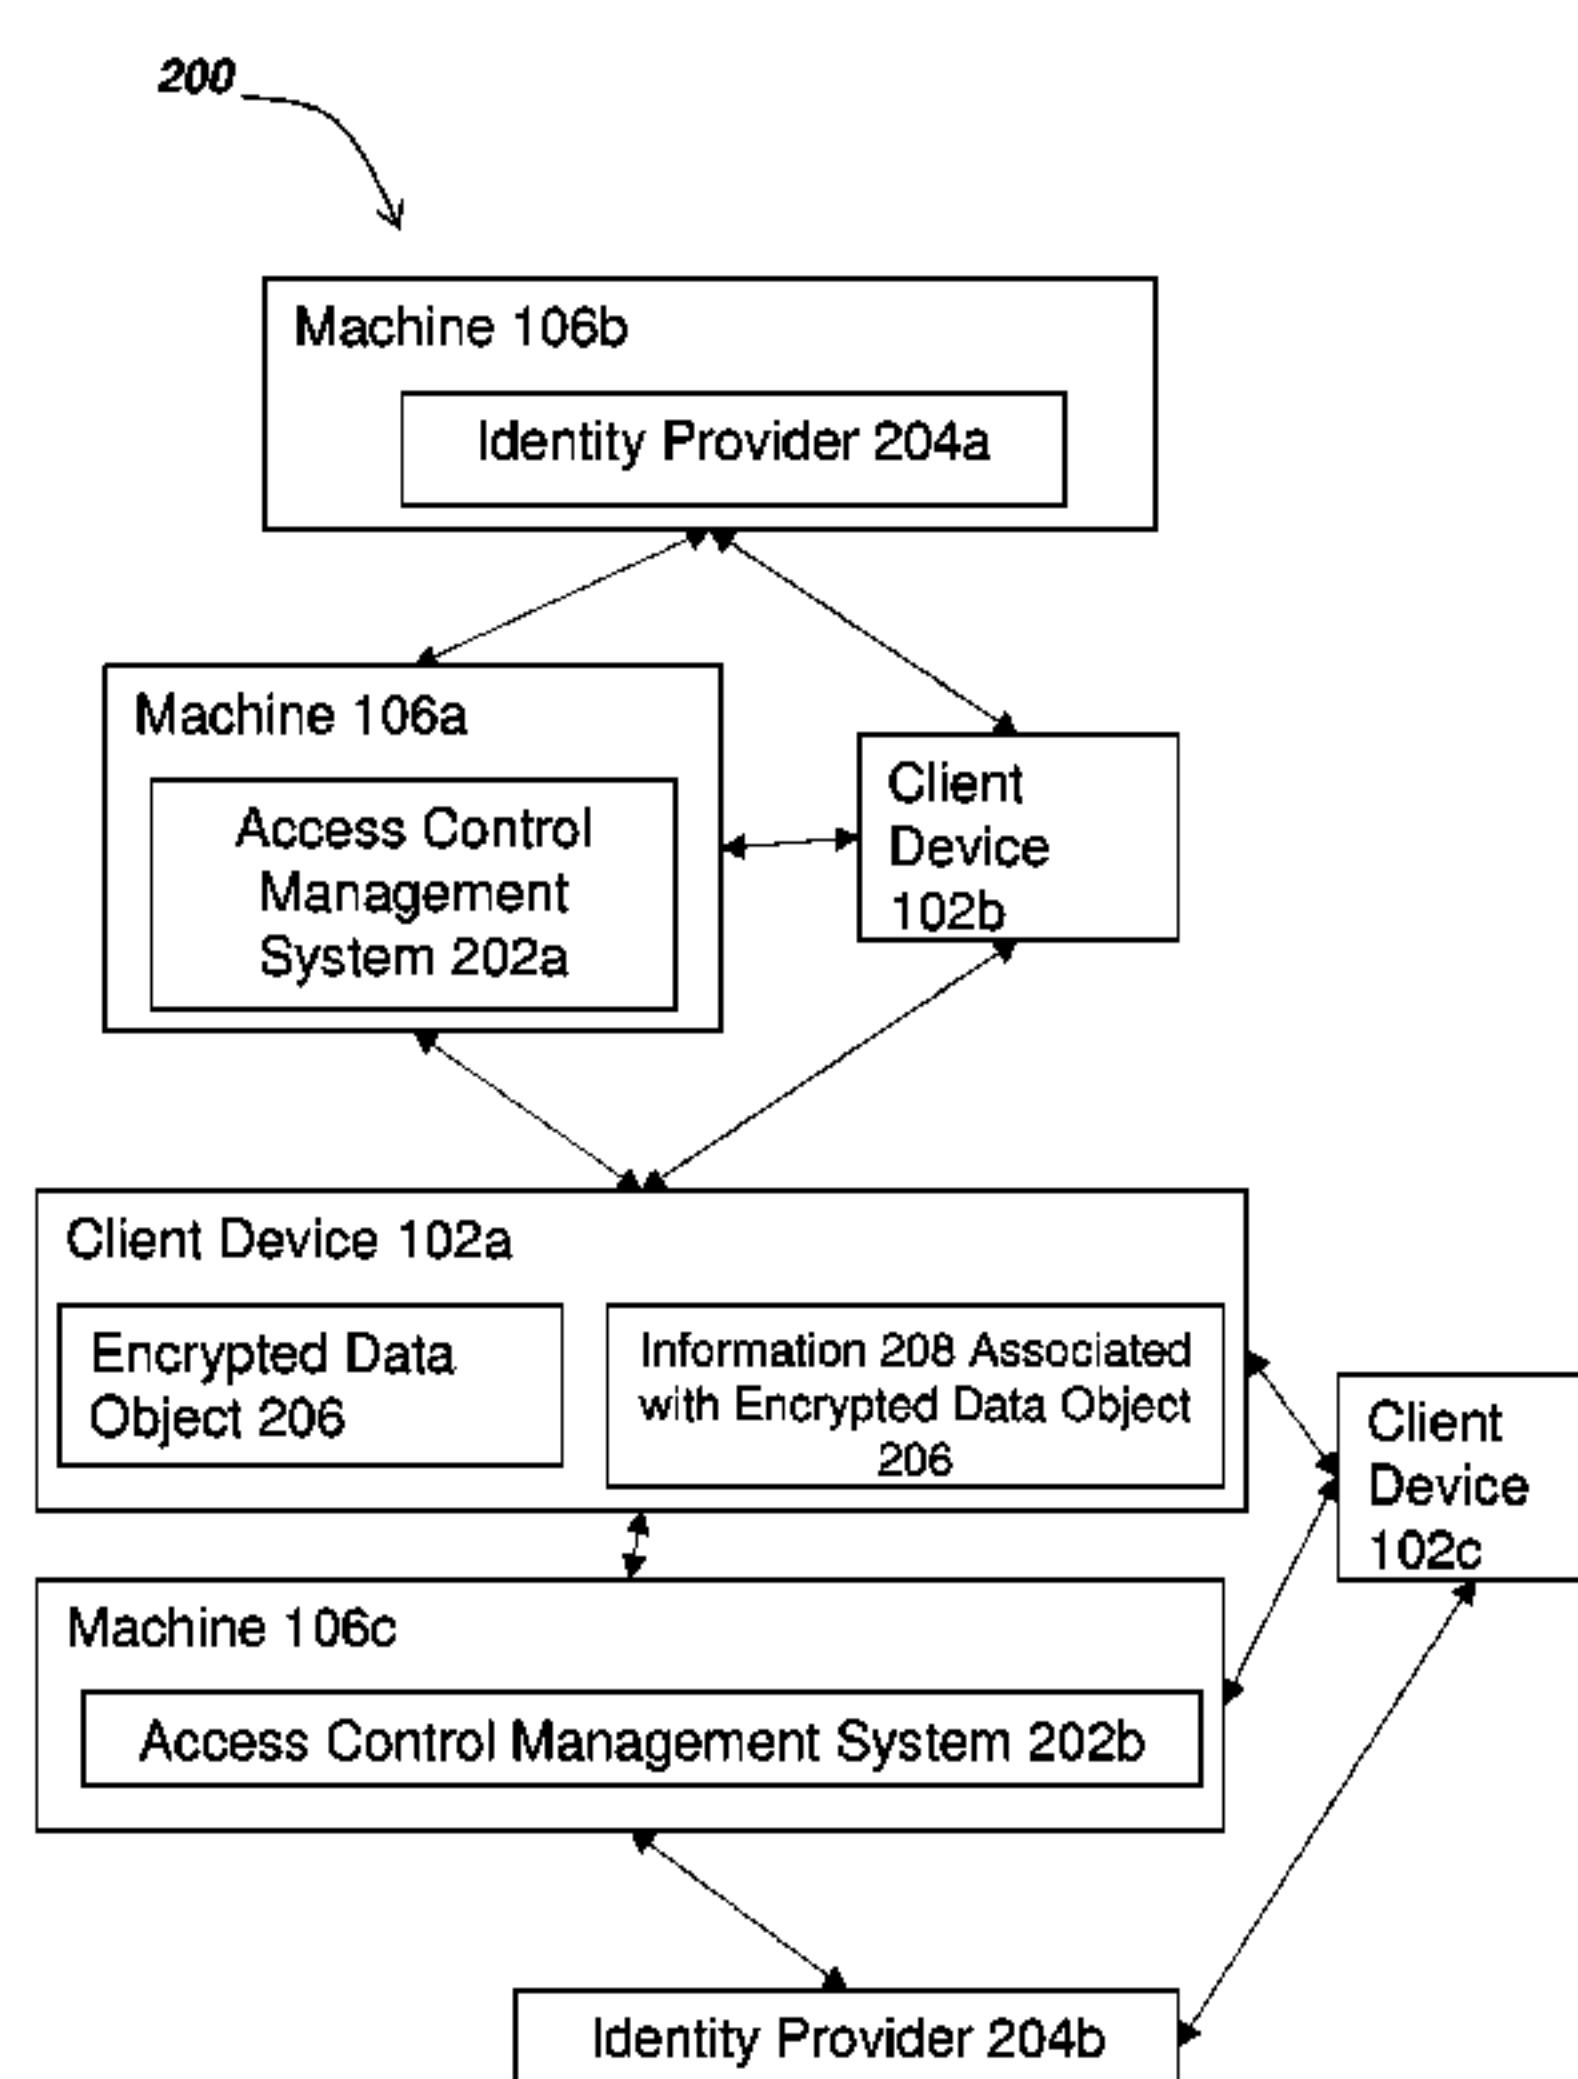 200
Machine 106b
Identity Provider 204a
Machine 106a
Access Control
Management
System 202a
Client
Device
102b
Client Device 102a
Encrypted Data
Object 206
Information 208 Associated
with Encrypted Data Object
206
Client
Device
102c
Machine 106c
Access Control Management System 202b
Identity Provider 204b